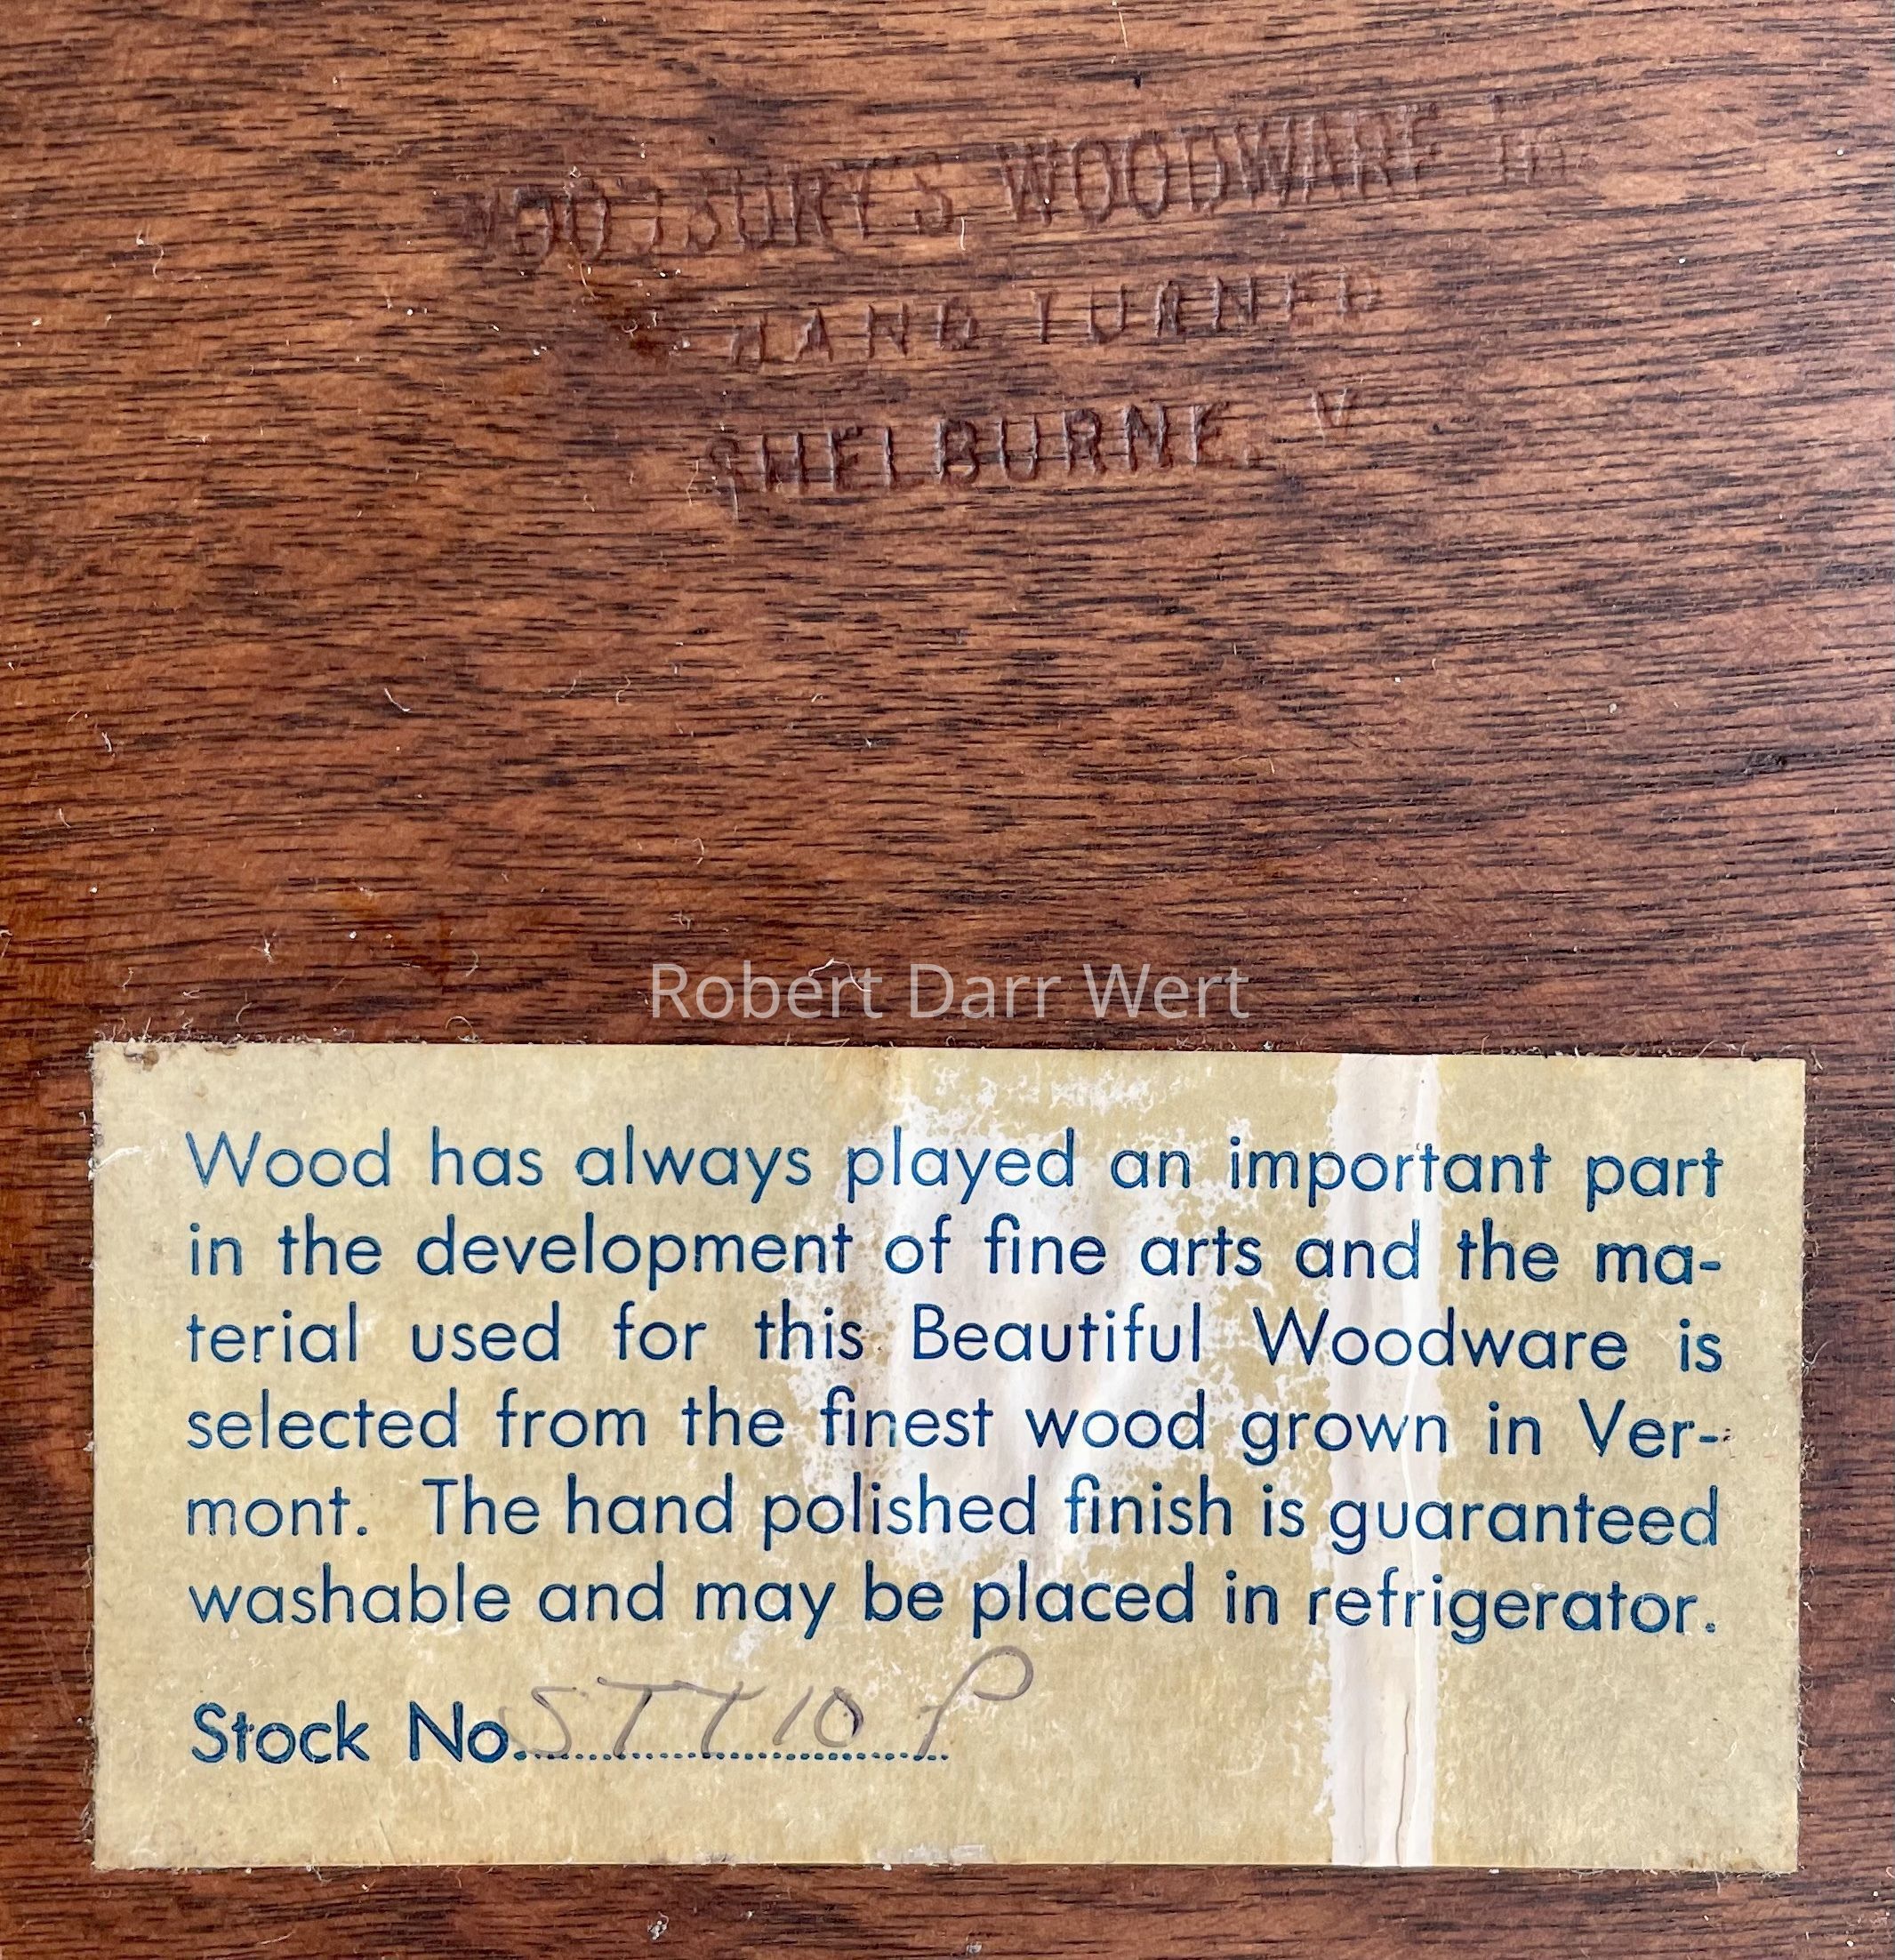 WOODWARE In
HAND TURNED
SHELBURNE. V
Robert Darr Wert
Wood has always played an important part
in the development of fine arts and the ma-
terial used for this Beautiful Woodware is
selected from the finest wood grown in Ver-
mont. The hand polished finish is guaranteed
washable and may be placed in refrigerator.
Stock No. STT10 P